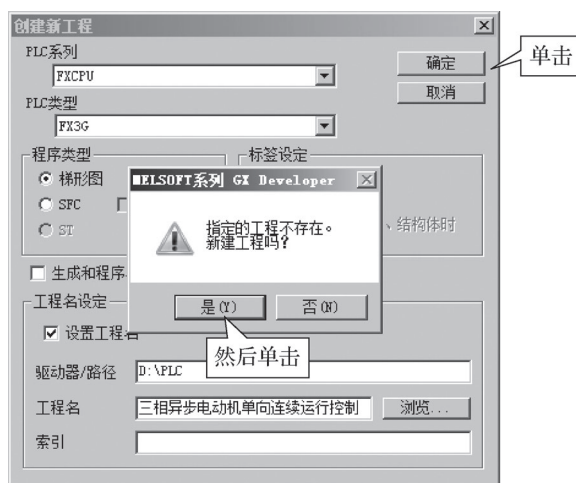 创建新工程
PLC系列
FXCPU
确定
单击
取消
PLC类型
FX3G
程序类型
标签设定
梯形图
MELSOFT系列 GX Developer
SFC
指定的工程不存在。
新建工程吗?
、结构体时
ST
生成和程序
是(Y)
否(N)
工程名设定
设置工程名
然后单击
驱动器/路径
D:\PLC
工程名
三相异步电动机单向连续运行控制
浏览...
索引